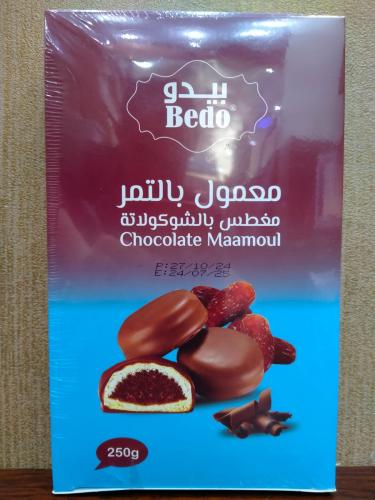 بيدو
Bedo®
معمول بالتمر
مغطس بالشوكولاتة
Chocolate Maamoul
P:27/10/24
E:24/07/25
250g